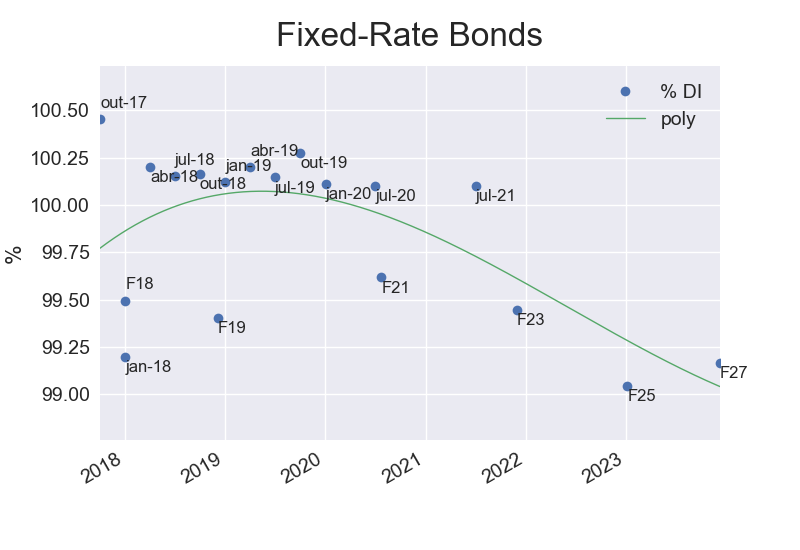 Fixed-Rate Bonds
% DI
poly
%
100.50
100.25
100.00
99.75
99.50
99.25
99.00
out-17
abr-18
jul-18
out-18
jan-19
abr-19
jul-19
out-19
jan-20
jul-20
jul-21
F18
jan-18
F19
F21
F23
F25
F27
2018
2019
2020
2021
2022
2023